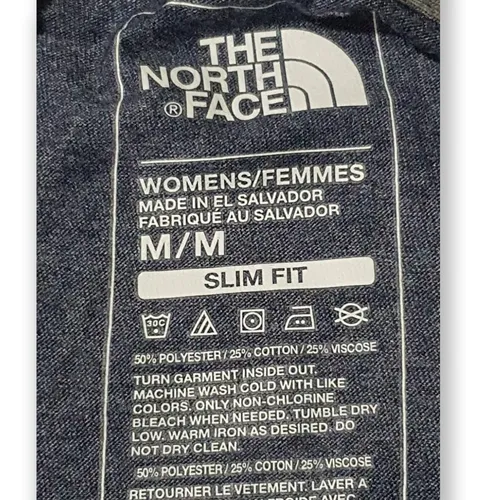 THE
NORTH
® FACE
WOMENS/FEMMES
MADE IN EL SALVADOR
FABRIQUÉ AU SALVADOR
M/M
SLIM FIT
30C
50% POLYESTER / 25% COTTON / 25% VISCOSE
TURN GARMENT INSIDE OUT.
MACHINE WASH COLD WITH LIKE
COLORS. ONLY NON-CHLORINE
BLEACH WHEN NEEDED. TUMBLE DRY
LOW. WARM IRON AS DESIRED. DO
NOT DRY CLEAN.
50% POLYESTER / 25% COTON / 25% VISCOSE
RETOURNER LE VETEMENT. LAVER A